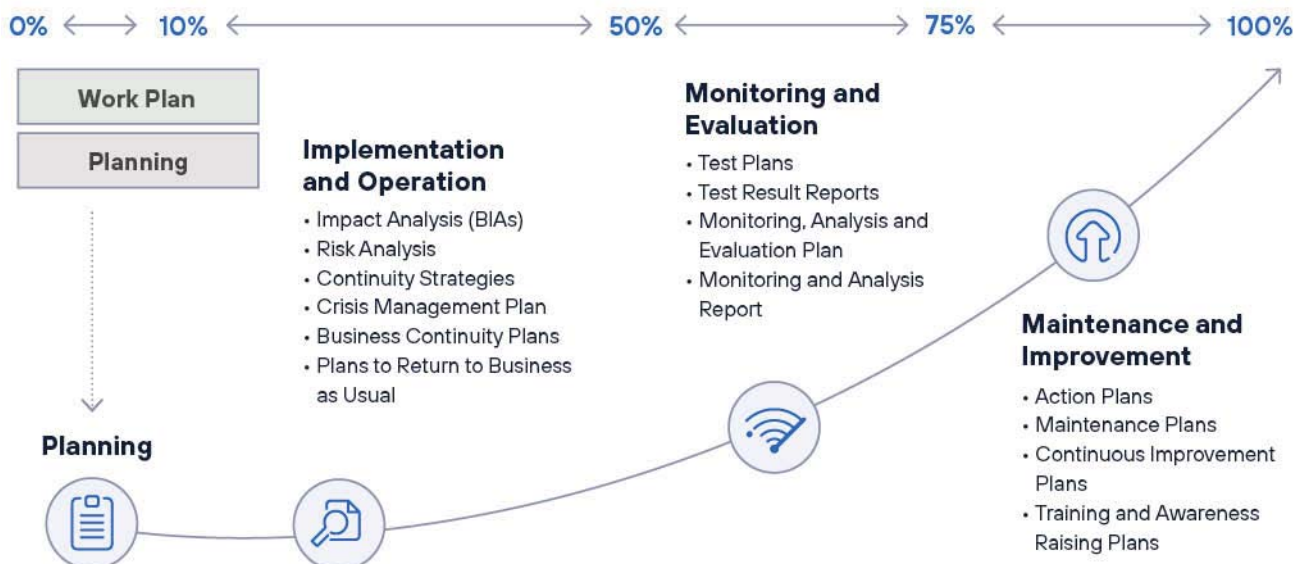 0% 10% 50% 75% 100%
Work Plan
Planning
Planning
Implementation
and Operation
• Impact Analysis (BIAs)
• Risk Analysis
• Continuity Strategies
• Crisis Management Plan
• Business Continuity Plans
• Plans to Return to Business
as Usual
Monitoring and
Evaluation
• Test Plans
• Test Result Reports
• Monitoring, Analysis and
Evaluation Plan
• Monitoring and Analysis
Report
Maintenance and
Improvement
• Action Plans
• Maintenance Plans
• Continuous Improvement
Plans
• Training and Awareness
Raising Plans